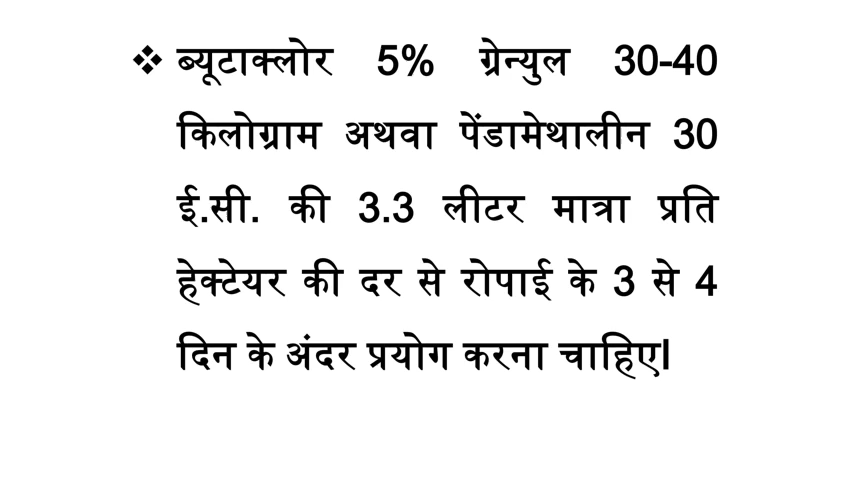 ❖ ब्यूटाक्लोर 5% ग्रेन्युल 30-40
किलोग्राम अथवा पेंडामेथालीन 30
ई.सी. की 3.3 लीटर मात्रा प्रति
हेक्टेयर की दर से रोपाई के 3 से 4
दिन के अंदर प्रयोग करना चाहिए।